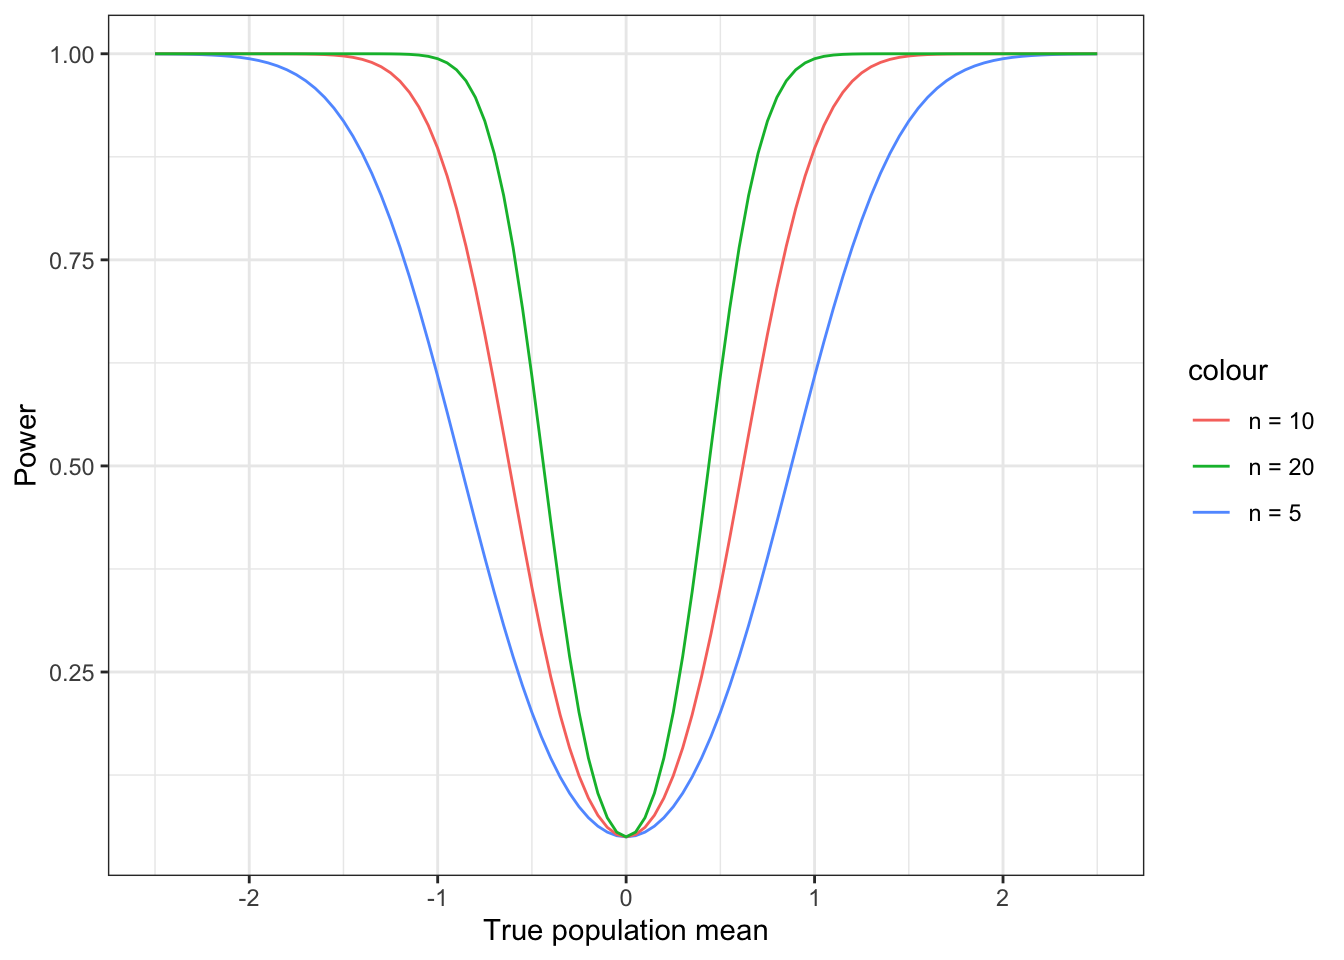 1.00
0.75
0.50
0.25
Power
-2
-1
0
1
2
True population mean
colour
n = 10
n = 20
n = 5